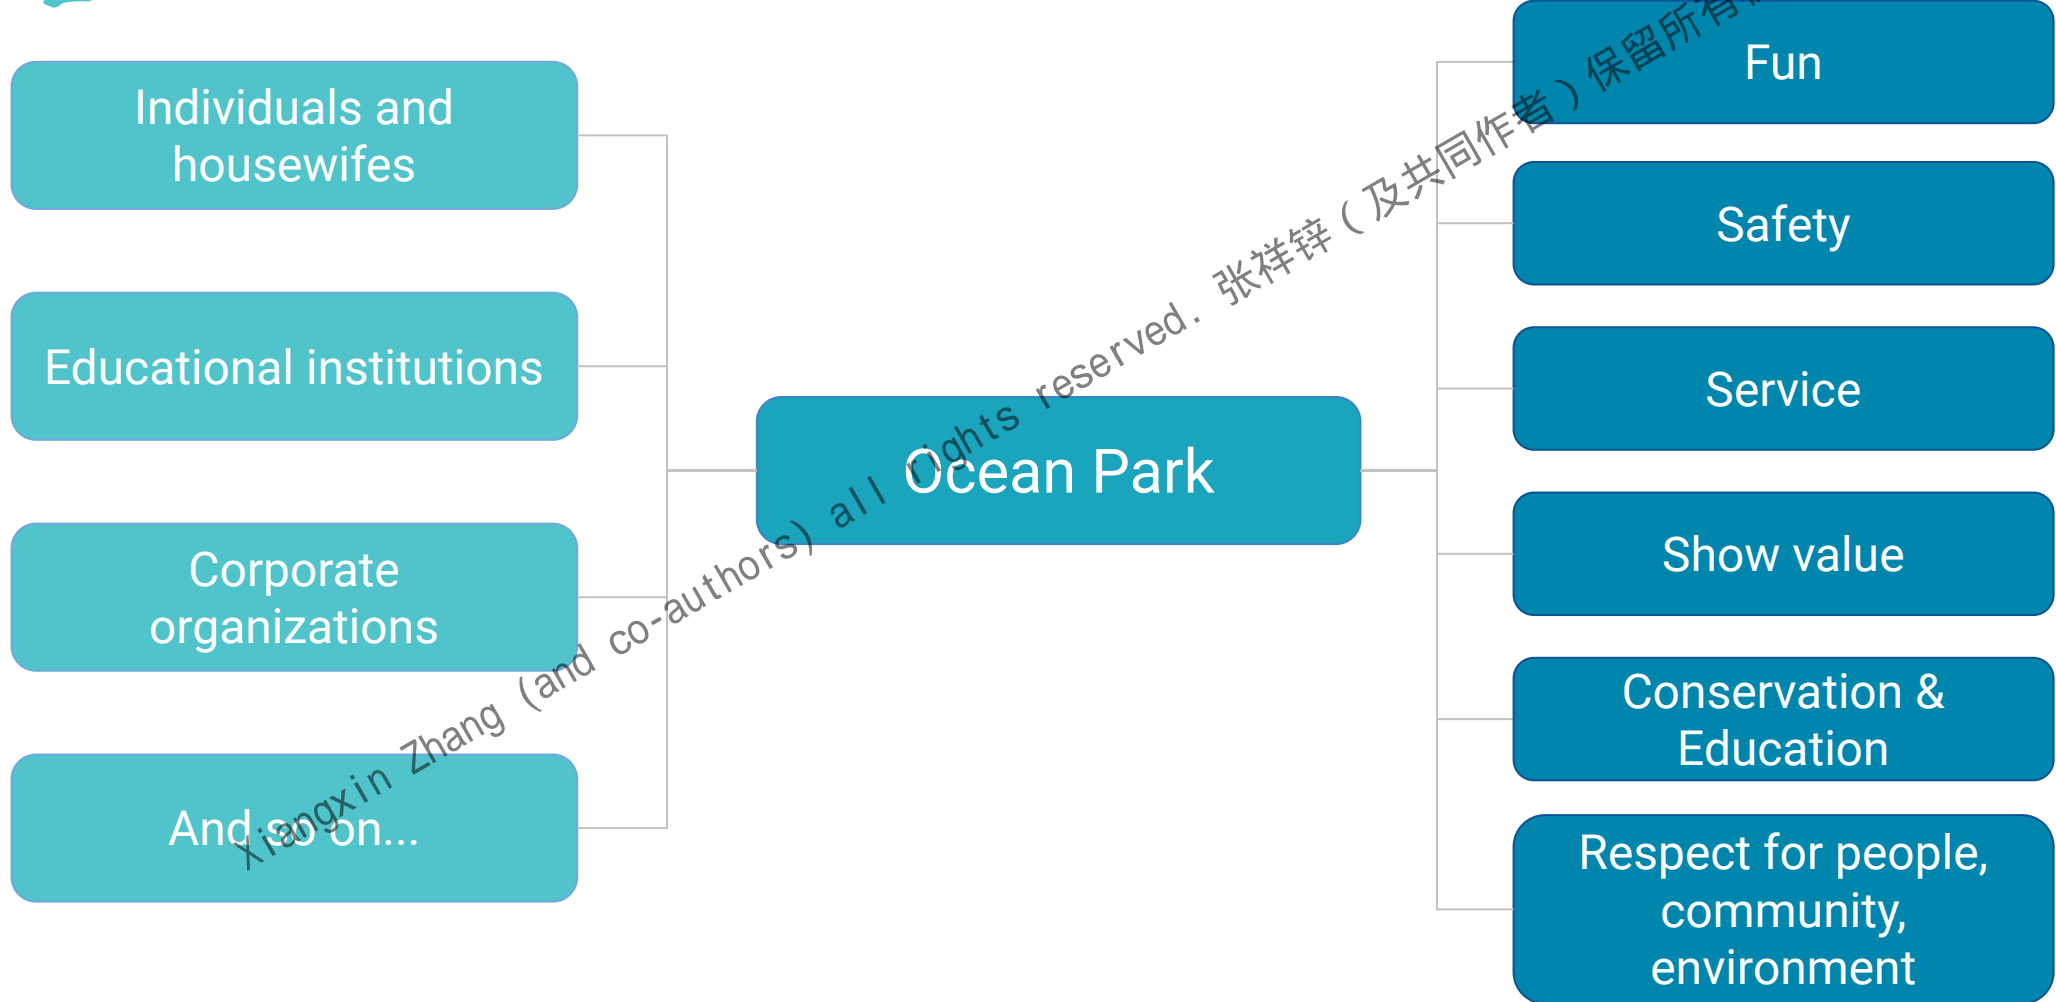 Individuals and
housewifes
Educational institutions
Corporate
organizations
And so on...
Ocean Park
Fun
Safety
Service
Show value
Conservation &
Education
Respect for people,
community,
environment
Xiangxin Zhang (and co-authors) all rights reserved. 张祥锌（及共同作者）保留所有